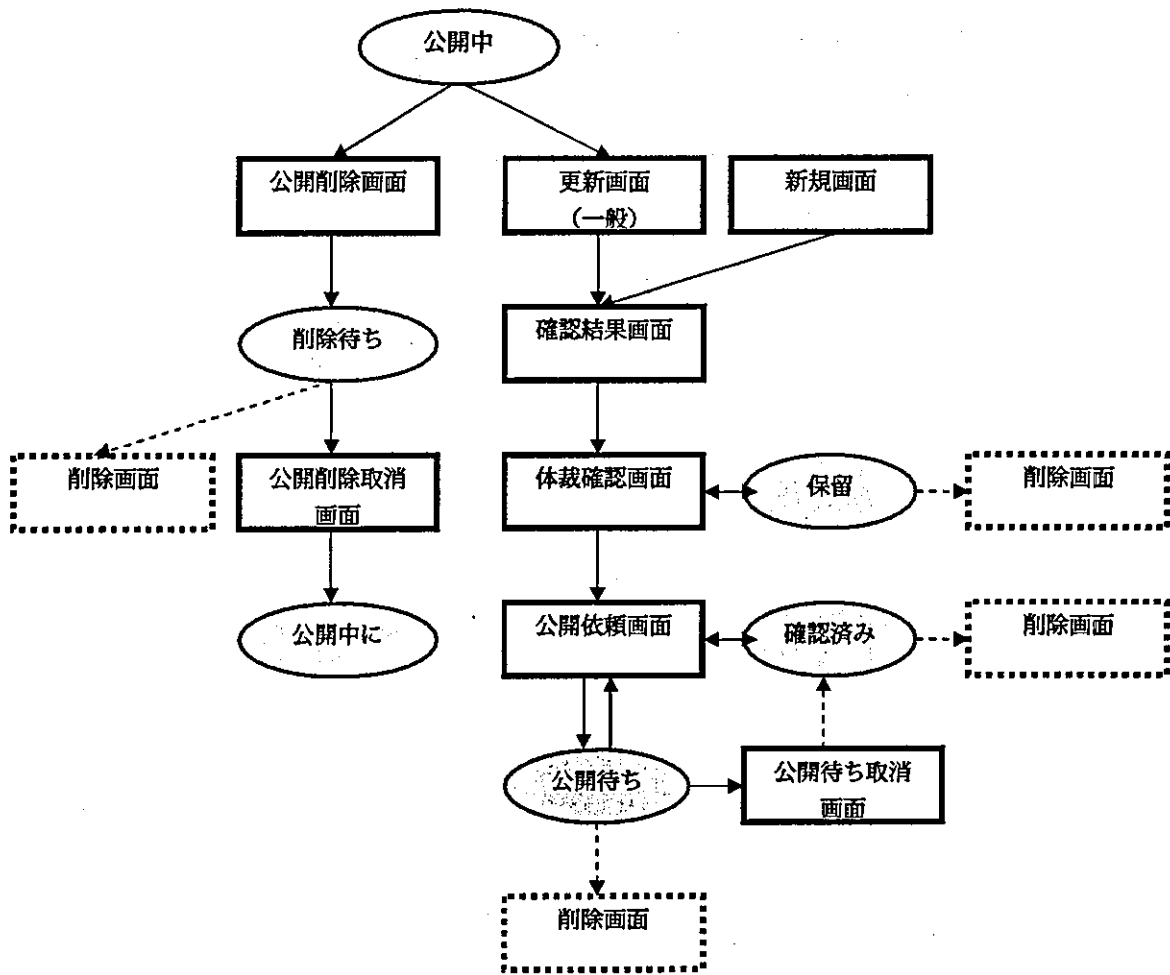 公開中
公開削除画面
更新画面
（一般）
新規画面
削除待ち
確認結果画面
削除画面
公開削除取消
画面
体裁確認画面
保留
削除画面
公開中に
公開依頼画面
確認済み
削除画面
公開待ち
公開待ち取消
画面
削除画面